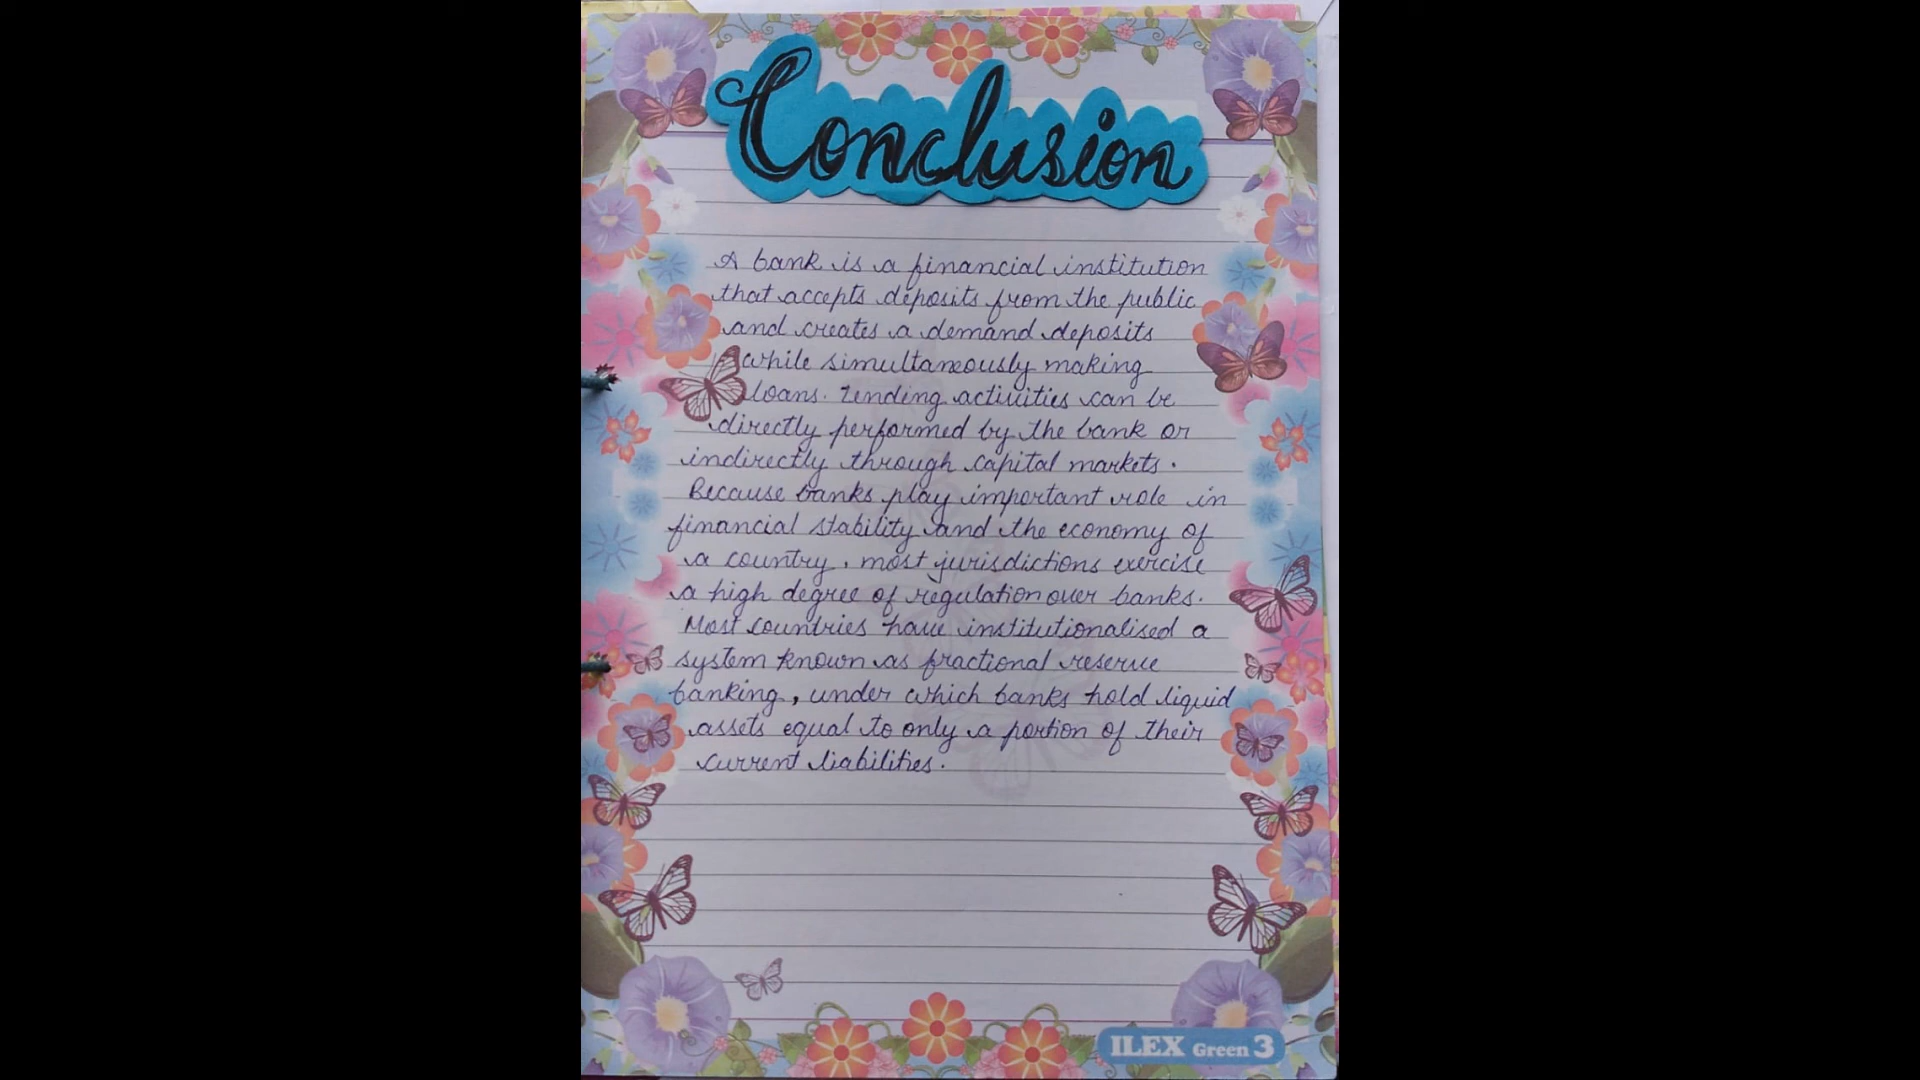 Conclusion
A bank is a financial institution
that accepts deposits from the public
and creates a demand deposits
while simultaneously making
loans. Lending activities can be
directly performed by the bank or
indirectly through capital markets.
Because banks play important role in
financial stability and the economy of
a country, most jurisdictions exercise
a high degree of regulation over banks.
Most countries have institutionalised a
system known as fractional reserve
banking, under which banks hold liquid
assets equal to only a portion of their
current liabilities.
ILEX Green 3